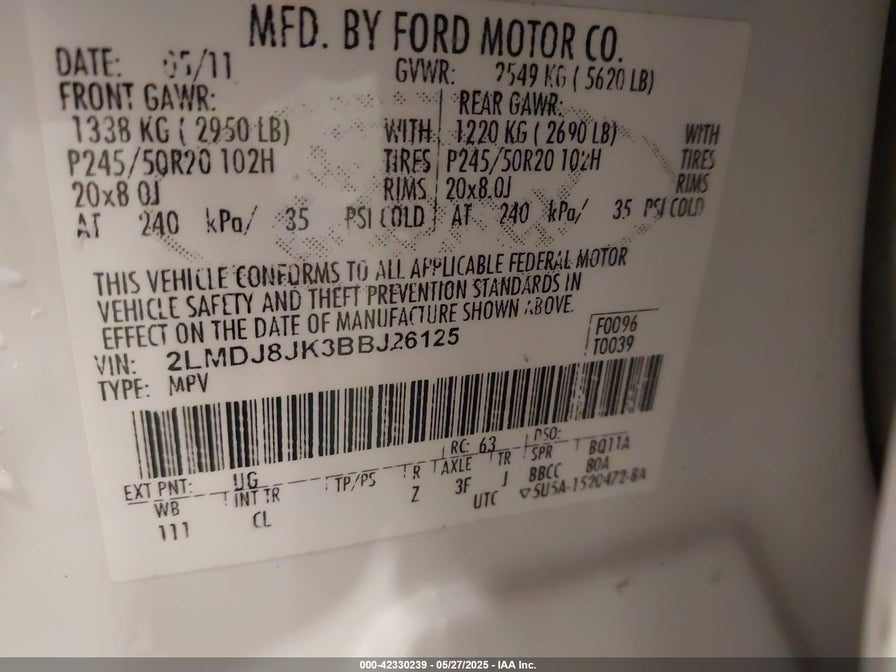 MFD. BY FORD MOTOR CO.
DATE: 05/11 GVWR: 2549 KG ( 5620 LB)
FRONT GAWR: REAR GAWR:
1338 KG ( 2950 LB) WITH 1220 KG ( 2690 LB) WITH
P245/50R20 102H TIRES P245/50R20 102H TIRES
20x8.0J RIMS 20x8.0J RIMS
AT 240 kPa/ 35 PSI COLD AT 240 kPa/ 35 PSI COLD
THIS VEHICLE CONFORMS TO ALL APPLICABLE FEDERAL MOTOR
VEHICLE SAFETY AND THEFT PREVENTION STANDARDS IN
EFFECT ON THE DATE OF MANUFACTURE SHOWN ABOVE.
VIN: 2LMDJ8JK3BBJ26125 F0096
TYPE: MPV T0039
EXT PNT: UG RC: 63 DSO:
WB INT TR TP/PS R AXLE TR SPR BQ11A
111 CL Z 3F J BBCC 80A
UTC ▽5U5A-1520472-BA
000-42330239 - 05/27/2025 - IAA Inc.